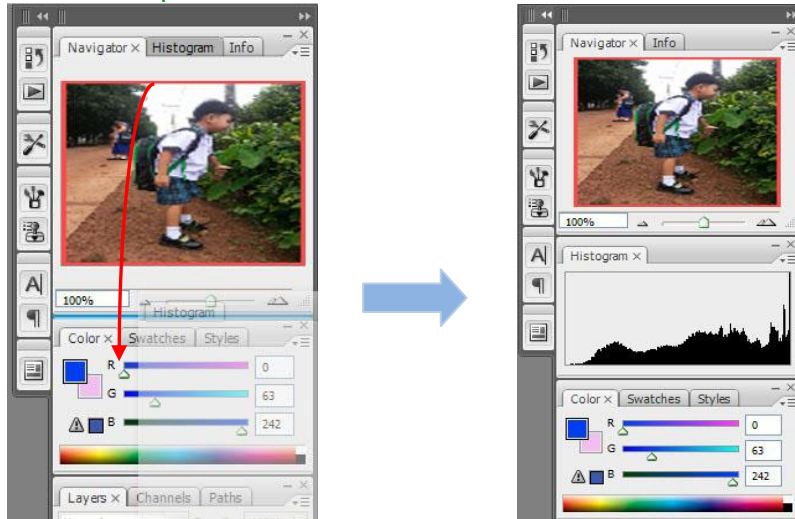 Navigator × Histogram Info
100%
Histogram
Color × Swatches Styles
R 0
G 63
B 242
Layers × Channels Paths
Navigator × Info
100%
Histogram ×
Color × Swatches Styles
R 0
G 63
B 242